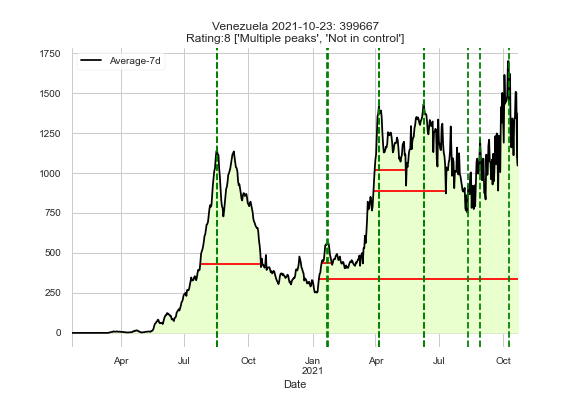 Venezuela 2021-10-23: 399667
Rating:8 ['Multiple peaks', 'Not in control']
Average-7d
1750
1500
1250
1000
750
500
250
0
Apr
Jul
Oct
Jan
2021
Apr
Jul
Oct
Date